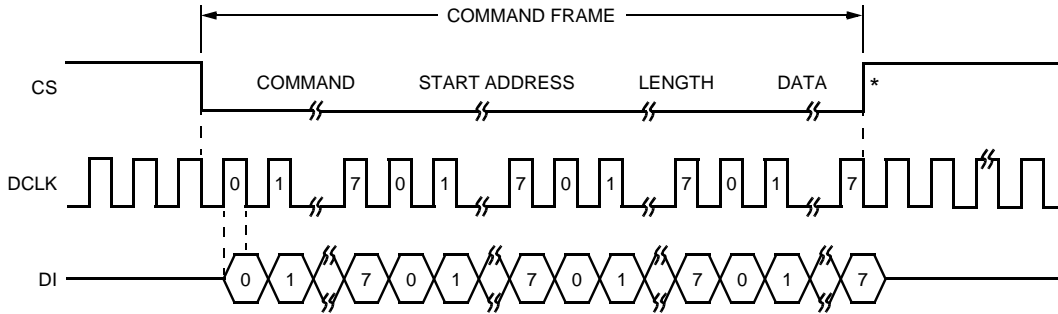 COMMAND FRAME
CS
COMMAND START ADDRESS LENGTH DATA *
DCLK
0 1 7 0 1 7 0 1 7 0 1 7
DI
0 1 7 0 1 7 0 1 7 0 1 7